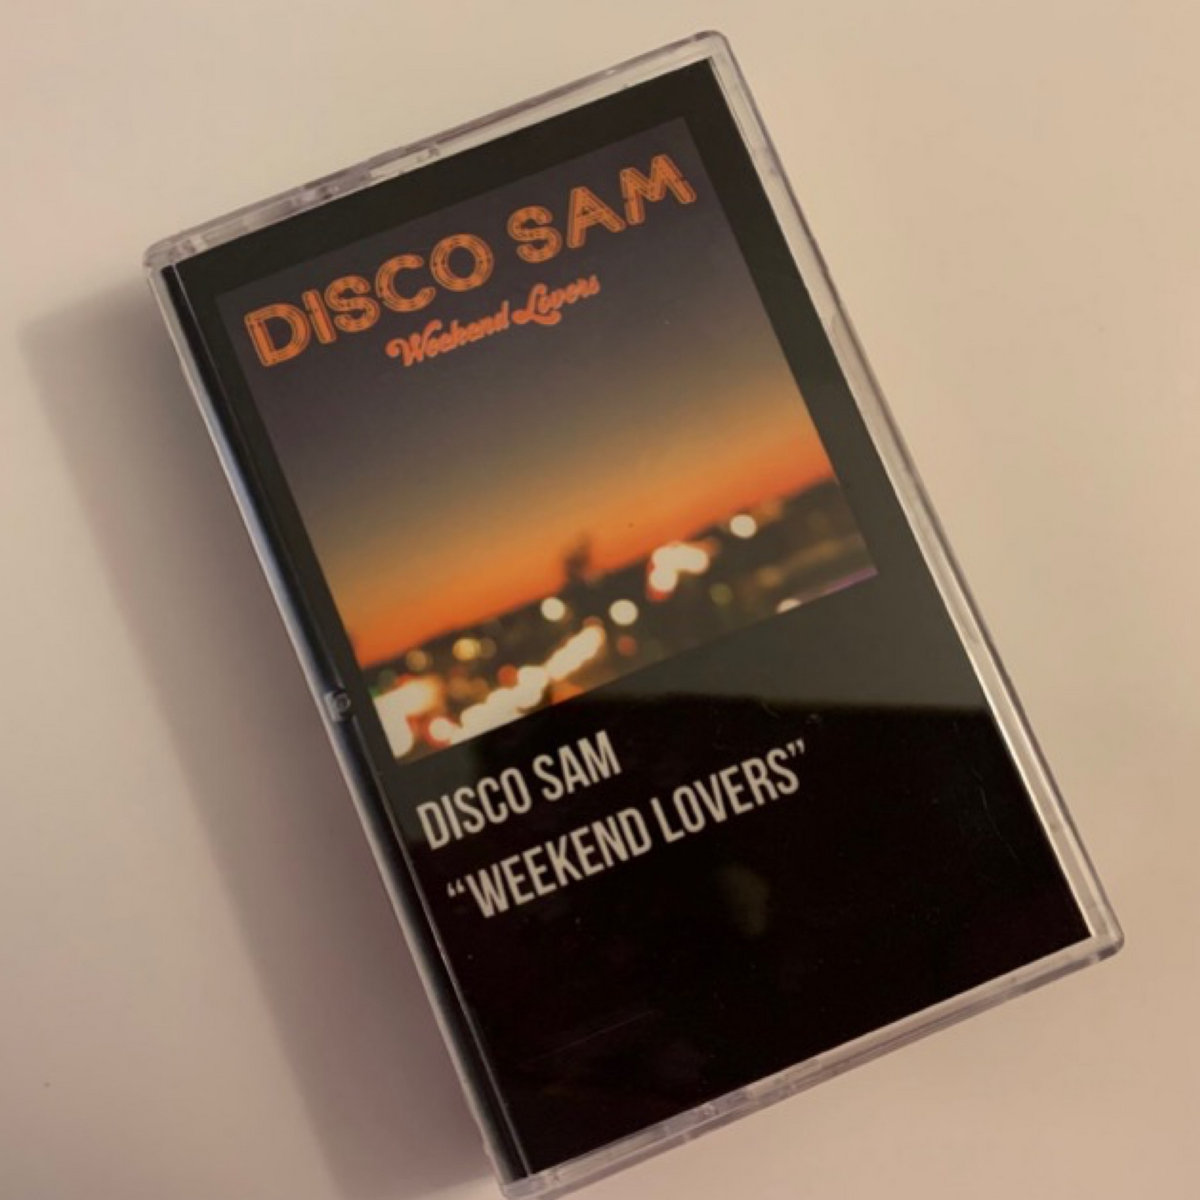 DISCO SAM
Weekend Lovers
DISCO SAM
“WEEKEND LOVERS”